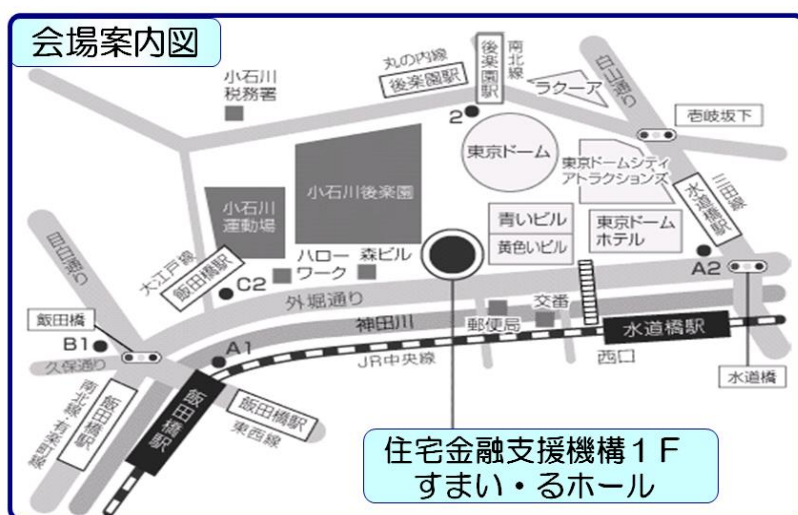 会場案内図
小石川
税務署
丸の内線
後楽園駅
後楽園駅
南北線
ラクーア
白山通り
壱岐坂下
2
東京ドーム
東京ドームシティ
アトラクションズ
三田線
水道橋駅
小石川後楽園
小石川
運動場
青いビル
黄色いビル
東京ドーム
ホテル
目白通り
大江戸線
飯田橋駅
C2
ハロー
ワーク
森ビル
A2
外堀通り
飯田橋
B1
神田川
郵便局
交番
水道橋駅
久保通り
A1
JR中央線
西口
水道橋
南北線・有楽町線
飯田橋駅
飯田橋駅
飯田橋駅
東西線
住宅金融支援機構1F
すまい・るホール